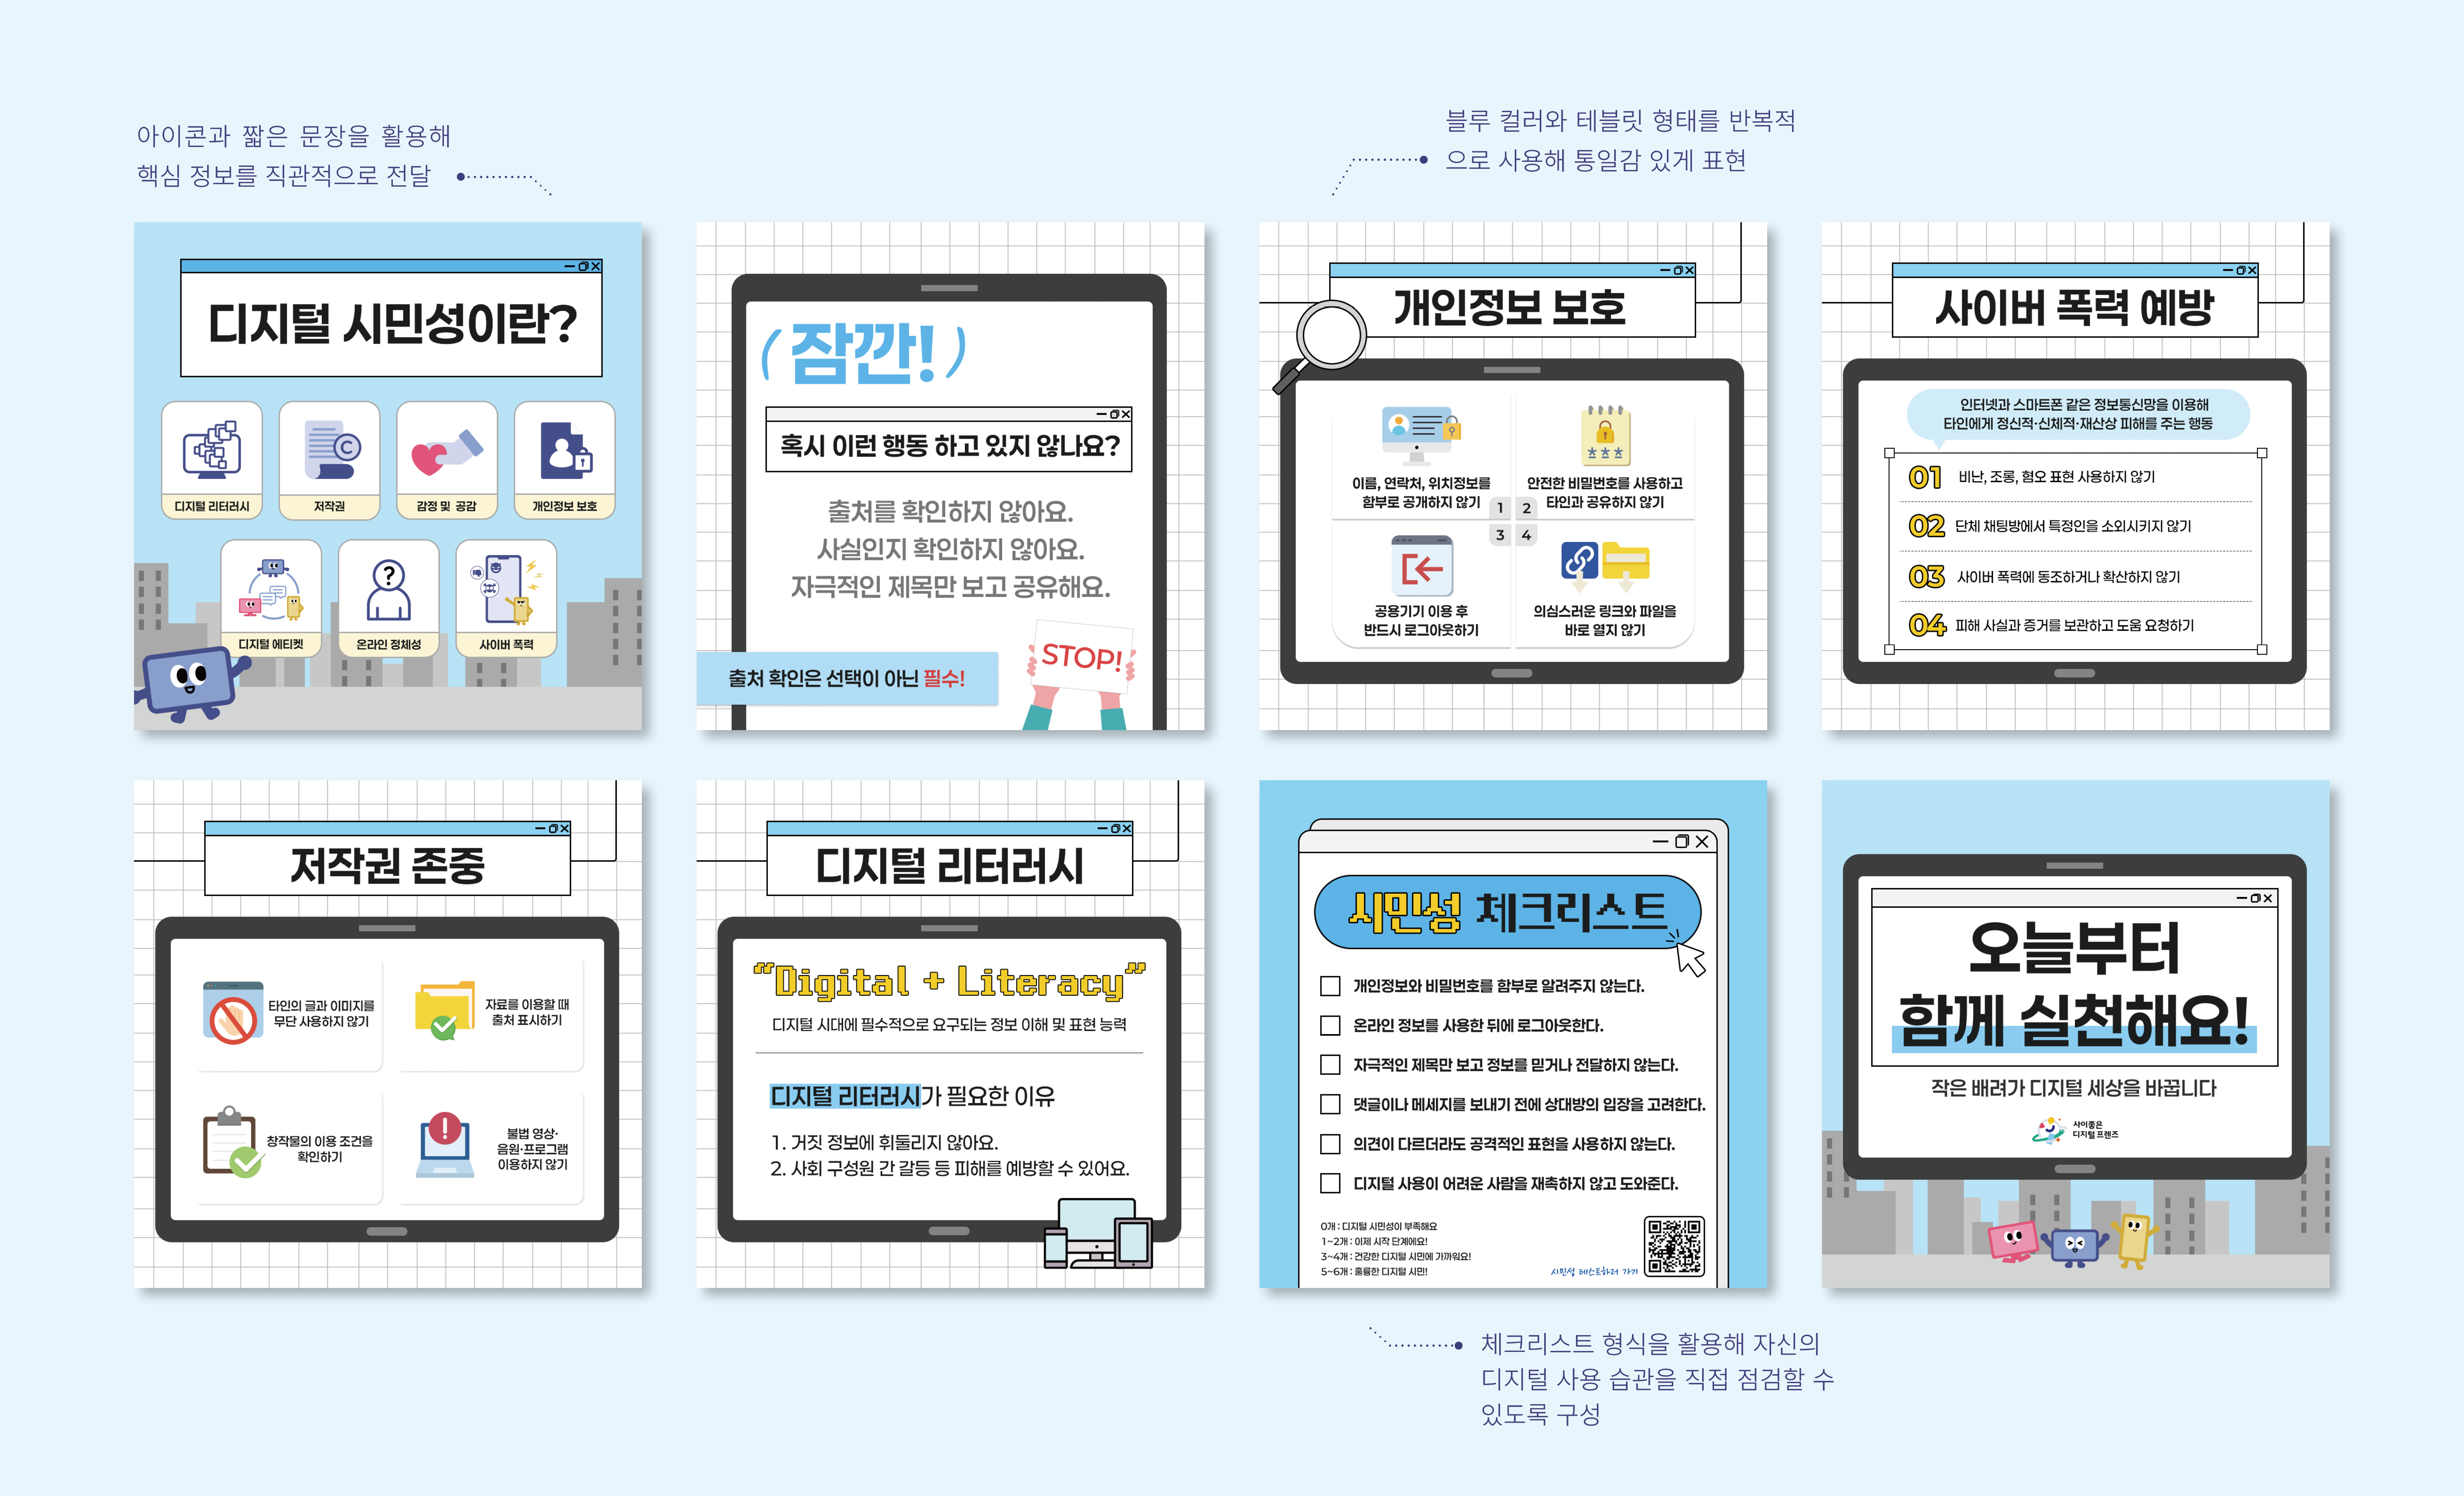 아이콘과 짧은 문장을 활용해
핵심 정보를 직관적으로 전달
블루 컬러와 테블릿 형태를 반복적
으로 사용해 통일감 있게 표현
디지털 시민성이란?
디지털 리터러시
저작권
감정 및 공감
개인정보 보호
디지털 에티켓
온라인 정체성
사이버 폭력
(잠깐!)
혹시 이런 행동 하고 있지 않나요?
출처를 확인하지 않아요.
사실인지 확인하지 않아요.
자극적인 제목만 보고 공유해요.
STOP!
출처 확인은 선택이 아닌 필수!
개인정보 보호
이름, 연락처, 위치정보를
함부로 공개하지 않기
1
안전한 비밀번호를 사용하고
타인과 공유하지 않기
2
공용기기 이용 후
반드시 로그아웃하기
3
의심스러운 링크와 파일을
바로 열지 않기
4
사이버 폭력 예방
인터넷과 스마트폰 같은 정보통신망을 이용해
타인에게 정신적·신체적·재산상 피해를 주는 행동
01 비난, 조롱, 혐오 표현 사용하지 않기
02 단체 채팅방에서 특정인을 소외시키지 않기
03 사이버 폭력에 동조하거나 확산하지 않기
04 피해 사실과 증거를 보관하고 도움 요청하기
저작권 존중
타인의 글과 이미지를
무단 사용하지 않기
자료를 이용할 때
출처 표시하기
창작물의 이용 조건을
확인하기
불법 영상·
음원·프로그램
이용하지 않기
디지털 리터러시
"Digital + Literacy"
디지털 시대에 필수적으로 요구되는 정보 이해 및 표현 능력
디지털 리터러시가 필요한 이유
1. 거짓 정보에 휘둘리지 않아요.
2. 사회 구성원 간 갈등 등 피해를 예방할 수 있어요.
시민성 체크리스트
개인정보와 비밀번호를 함부로 알려주지 않는다.
온라인 정보를 사용한 뒤에 로그아웃한다.
자극적인 제목만 보고 정보를 믿거나 전달하지 않는다.
댓글이나 메세지를 보내기 전에 상대방의 입장을 고려한다.
의견이 다르더라도 공격적인 표현을 사용하지 않는다.
디지털 사용이 어려운 사람을 재촉하지 않고 도와준다.
0개 : 디지털 시민성이 부족해요
1~2개 : 이제 시작 단계에요!
3~4개 : 건강한 디지털 시민에 가까워요!
5~6개 : 훌륭한 디지털 시민!
시민성 테스트하러 가기
오늘부터
함께 실천해요!
작은 배려가 디지털 세상을 바꿉니다
사이좋은
디지털 프렌즈
체크리스트 형식을 활용해 자신의
디지털 사용 습관을 직접 점검할 수
있도록 구성